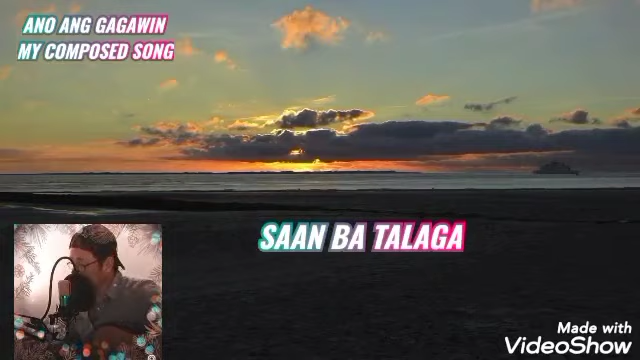 ANO ANG GAGAWIN
MY COMPOSED SONG
SAAN BA TALAGA
Made with
VideoShow